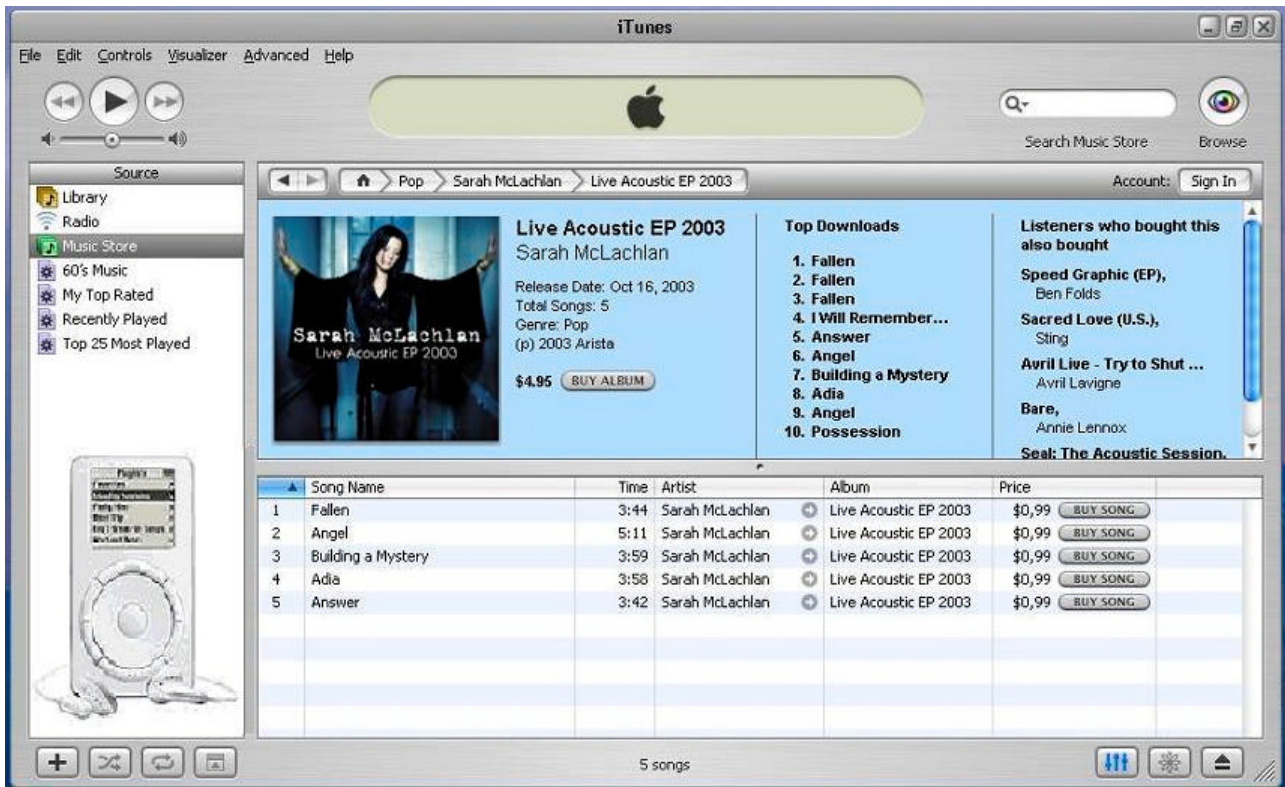 iTunes
File Edit Controls Visualizer Advanced Help
Search Music Store Browse
Source
Library
Radio
Music Store
60's Music
My Top Rated
Recently Played
Top 25 Most Played
Pop Sarah McLachlan Live Acoustic EP 2003 Account: Sign In
Sarah McLachlan
Live Acoustic EP 2003
Live Acoustic EP 2003
Sarah McLachlan
Release Date: Oct 16, 2003
Total Songs: 5
Genre: Pop
(p) 2003 Arista
$4.95 BUY ALBUM
Top Downloads
1. Fallen
2. Fallen
3. Fallen
4. I Will Remember...
5. Answer
6. Angel
7. Building a Mystery
8. Adia
9. Angel
10. Possession
Listeners who bought this
also bought
Speed Graphic (EP),
Ben Folds
Sacred Love (U.S.),
Sting
Avril Live - Try to Shut ...
Avril Lavigne
Bare,
Annie Lennox
Seal: The Acoustic Session,
Song Name Time Artist Album Price
1 Fallen 3:44 Sarah McLachlan Live Acoustic EP 2003 $0,99 BUY SONG
2 Angel 5:11 Sarah McLachlan Live Acoustic EP 2003 $0,99 BUY SONG
3 Building a Mystery 3:59 Sarah McLachlan Live Acoustic EP 2003 $0,99 BUY SONG
4 Adia 3:58 Sarah McLachlan Live Acoustic EP 2003 $0,99 BUY SONG
5 Answer 3:42 Sarah McLachlan Live Acoustic EP 2003 $0,99 BUY SONG
5 songs